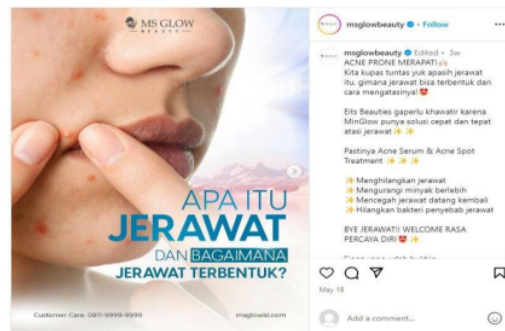 MS GLOW
BEAUTY
APA ITU
JERAWAT
DAN BAGAIMANA
JERAWAT TERBENTUK?
Customer Care: 0811-9999-9999
msglowid.com
msglowbeauty • Follow
msglowbeauty Edited • 3w
ACNE PRONE MERAPAT!
Kita kupas tuntas yuk apasih jerawat
itu, gimana jerawat bisa terbentuk dan
cara mengatasinya!
Eits Beauties gaperlu khawatir karena
MinGlow punya solusi cepat dan tepat
atasi jerawat
Pastinya Acne Serum & Acne Spot
Treatment
Menghilangkan jerawat
Mengurangi minyak berlebih
Mencegah jerawat datang kembali
Hilangkan bakteri penyebab jerawat
BYE JERAWAT! WELCOME RASA
PERCAYA DIRI
May 18
Add a comment...